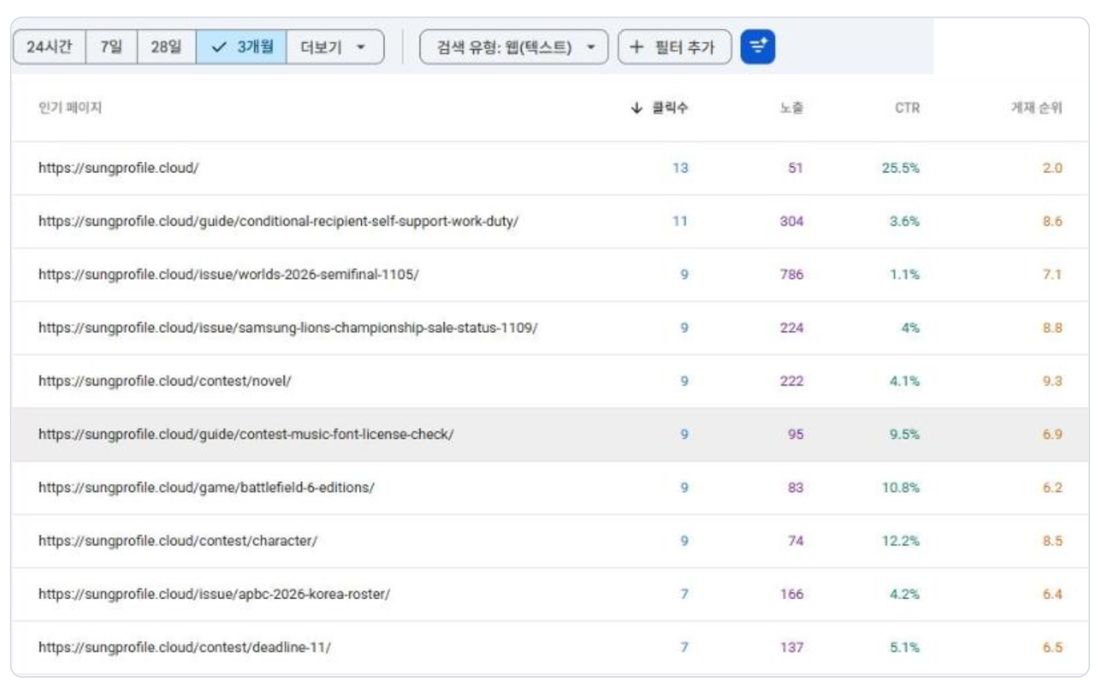 24시간 7일 28일 3개월 더보기 검색 유형: 웹(텍스트) 필터 추가
인기 페이지 클릭수 노출 CTR 게재 순위
https://sungprofile.cloud/ 13 51 25.5% 2.0
https://sungprofile.cloud/guide/conditional-recipient-self-support-work-duty/ 11 304 3.6% 8.6
https://sungprofile.cloud/issue/worlds-2026-semifinal-1105/ 9 786 1.1% 7.1
https://sungprofile.cloud/issue/samsung-lions-championship-sale-status-1109/ 9 224 4% 8.8
https://sungprofile.cloud/contest/novel/ 9 222 4.1% 9.3
https://sungprofile.cloud/guide/contest-music-font-license-check/ 9 95 9.5% 6.9
https://sungprofile.cloud/game/battlefield-6-editions/ 9 83 10.8% 6.2
https://sungprofile.cloud/contest/character/ 9 74 12.2% 8.5
https://sungprofile.cloud/issue/apbc-2026-korea-roster/ 7 166 4.2% 6.4
https://sungprofile.cloud/contest/deadline-11/ 7 137 5.1% 6.5